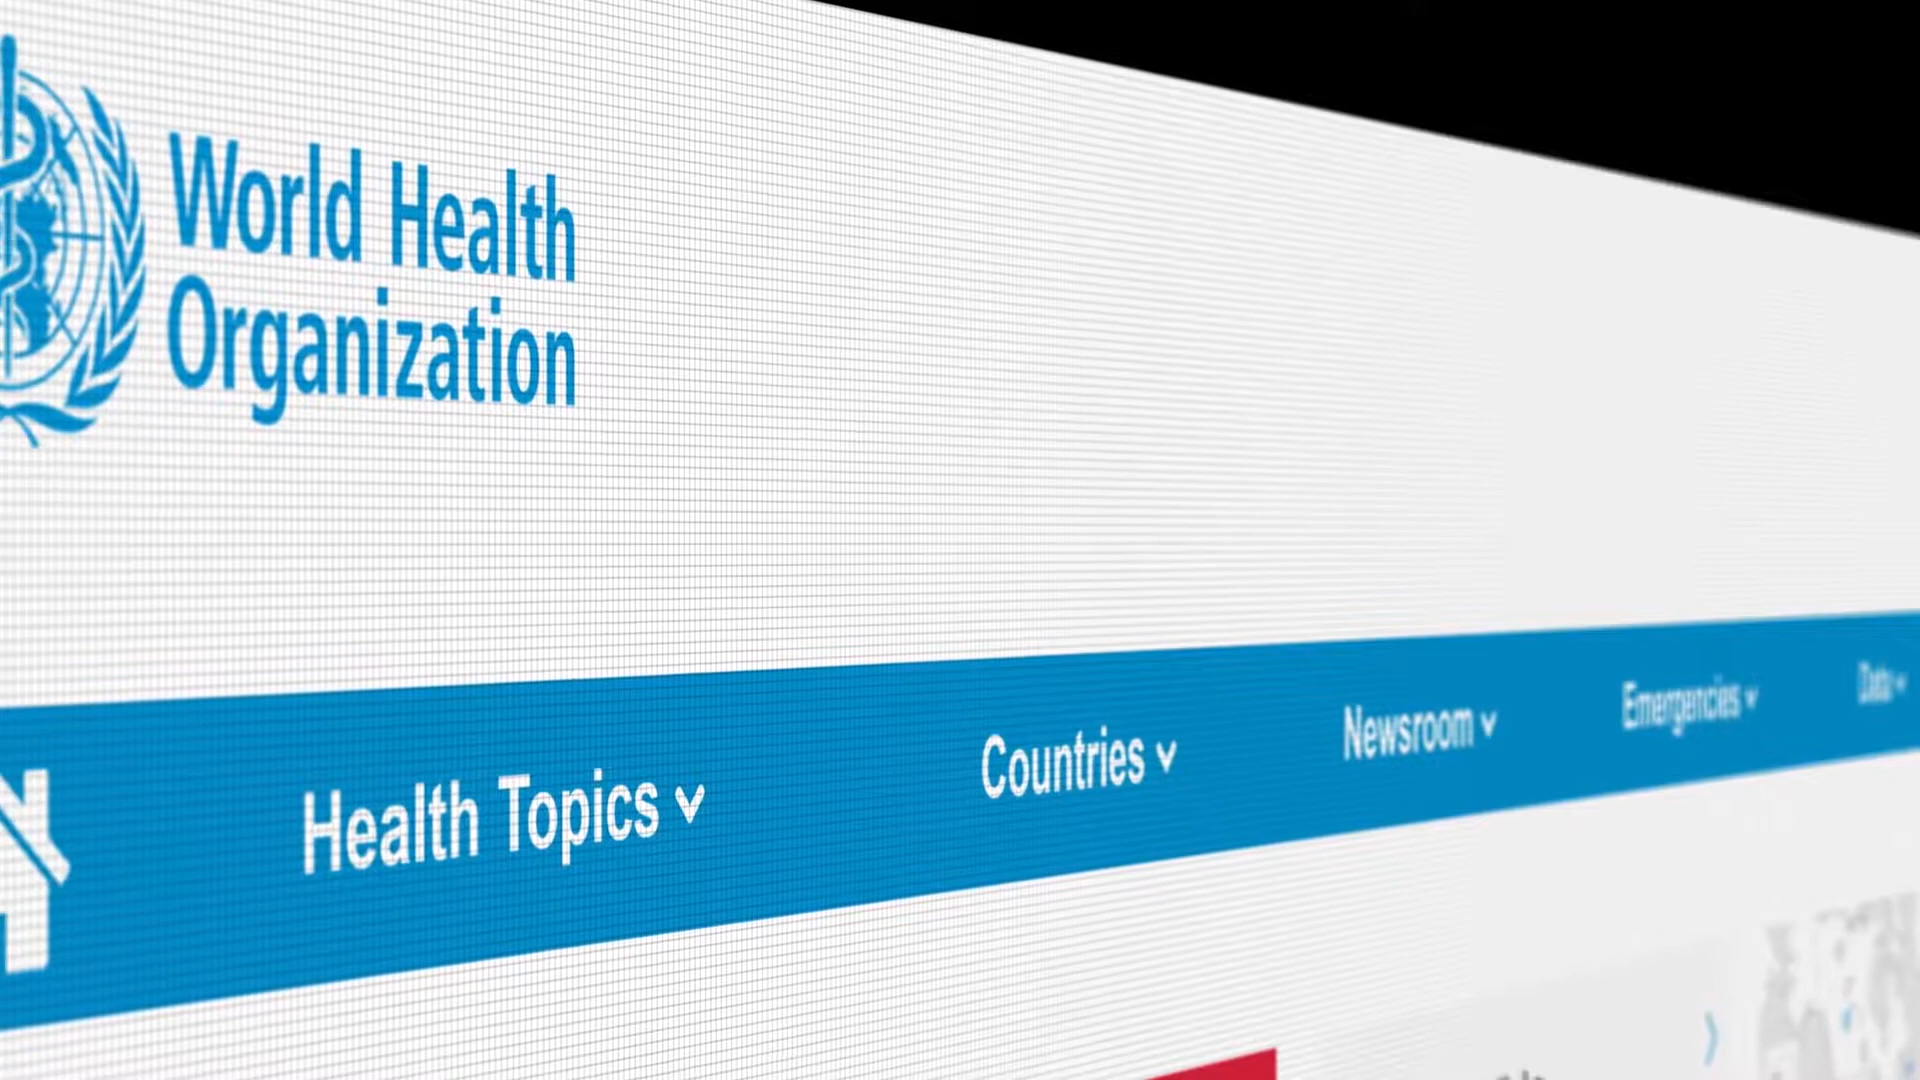 World Health
Organization
Health Topics
Countries
Newsroom
Emergencies
Data